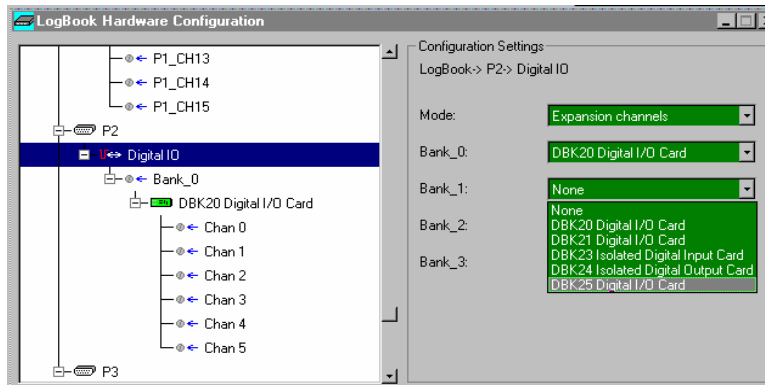 LogBook Hardware Configuration
P1_CH13
P1_CH14
P1_CH15
P2
Digital IO
Bank_0
DBK20 Digital I/O Card
Chan 0
Chan 1
Chan 2
Chan 3
Chan 4
Chan 5
P3
Configuration Settings
LogBook-> P2-> Digital IO
Mode: Expansion channels
Bank_0: DBK20 Digital I/O Card
Bank_1: None
None
DBK20 Digital I/O Card
Bank_2: DBK21 Digital I/O Card
DBK23 Isolated Digital Input Card
Bank_3: DBK24 Isolated Digital Output Card
DBK25 Digital I/O Card